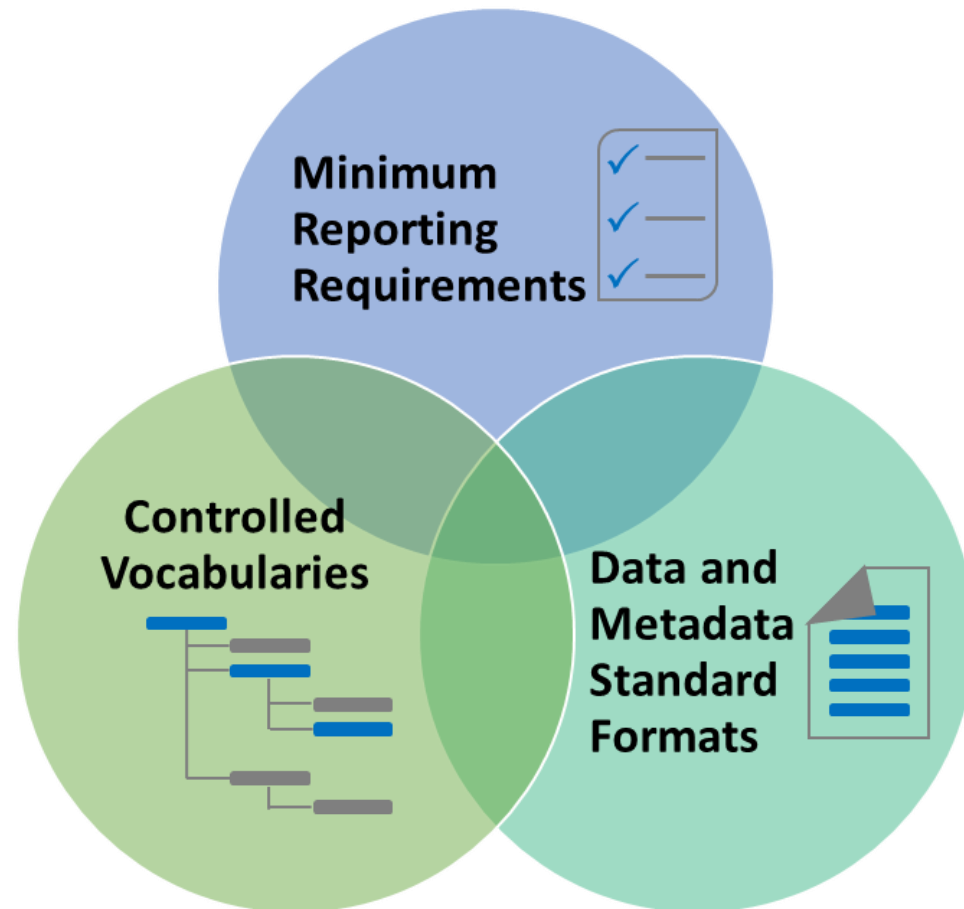 Minimum
Reporting
Requirements
Controlled
Vocabularies
Data and
Metadata
Standard
Formats